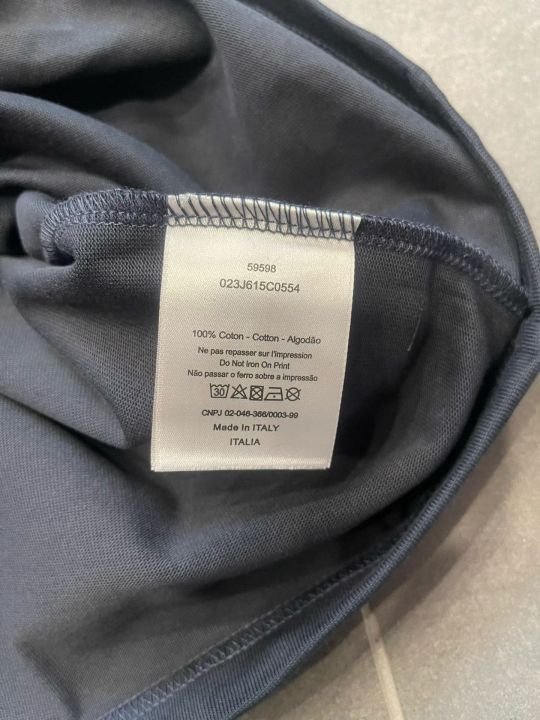 59598
023J615C0554
100% Coton - Cotton - Algodão
Ne pas repasser sur l'impression
Do Not Iron On Print
Não passar o ferro sobre a impressão
30
CNPJ 02-046-366/0003-99
Made in ITALY
ITALIA